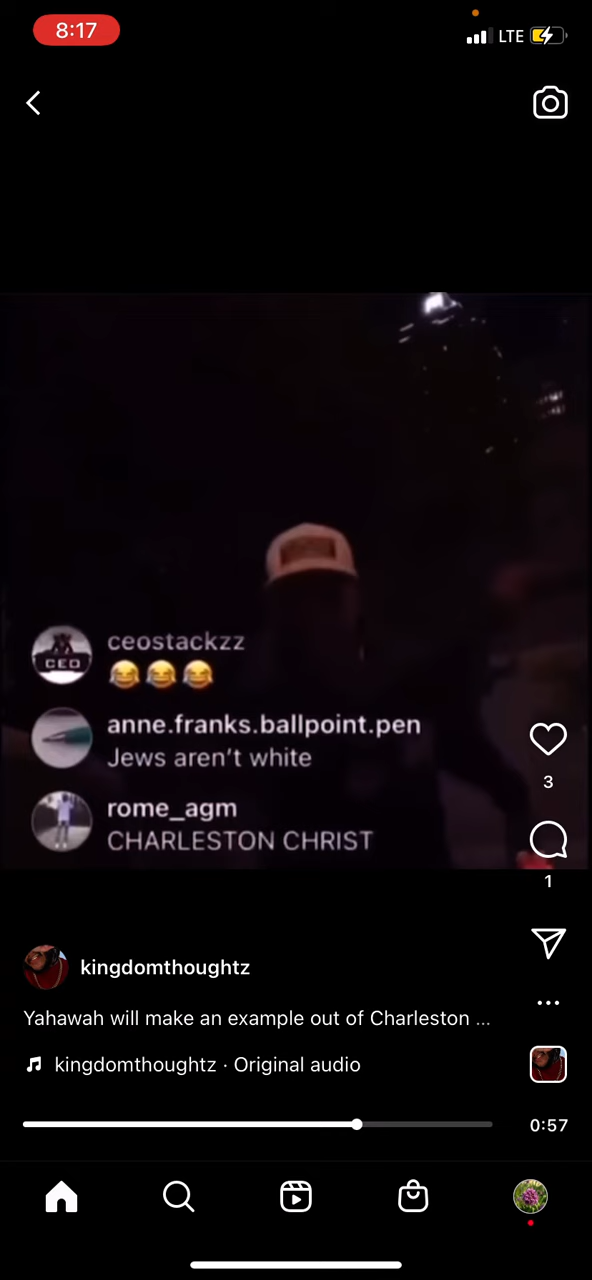 8:17
LTE
ceostackzz
😂😂😂
CEO
anne.franks.ballpoint.pen
Jews aren't white
rome_agm
CHARLESTON CHRIST
3
1
kingdomthoughtz
Yahawah will make an example out of Charleston ...
kingdomthoughtz · Original audio
0:57